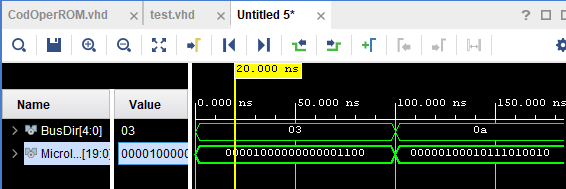 CodOperROM.vhd × test.vhd × Untitled 5* × ? □ □
20.000 ns
Name Value 0.000 ns 50.000 ns 100.000 ns 150.000 ns
> BusDir[4:0] 03 03 0a
> Microl...[19:0] 0000100000 00001000000000001100 00000100010111010010